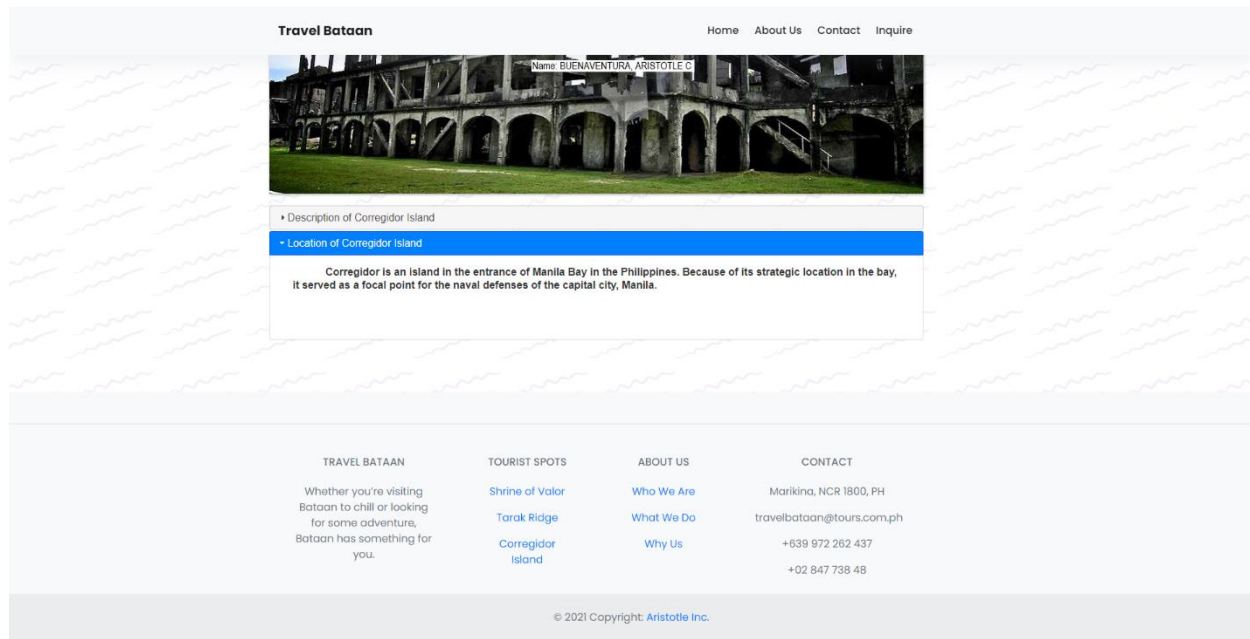 Travel Bataan
Home About Us Contact Inquire
Name: BUENAVENTURA, ARISTOTLE C
Description of Corregidor Island
Location of Corregidor Island
Corregidor is an island in the entrance of Manila Bay in the Philippines. Because of its strategic location in the bay,
it served as a focal point for the naval defenses of the capital city, Manila.
TRAVEL BATAAN
Whether you're visiting
Bataan to chill or looking
for some adventure,
Bataan has something for
you.
TOURIST SPOTS
Shrine of Valor
Tarak Ridge
Corregidor
Island
ABOUT US
Who We Are
What We Do
Why Us
CONTACT
Marikina, NCR 1800, PH
travelbataan@tours.com.ph
+639 972 262 437
+02 847 738 48
© 2021 Copyright: Aristotle Inc.